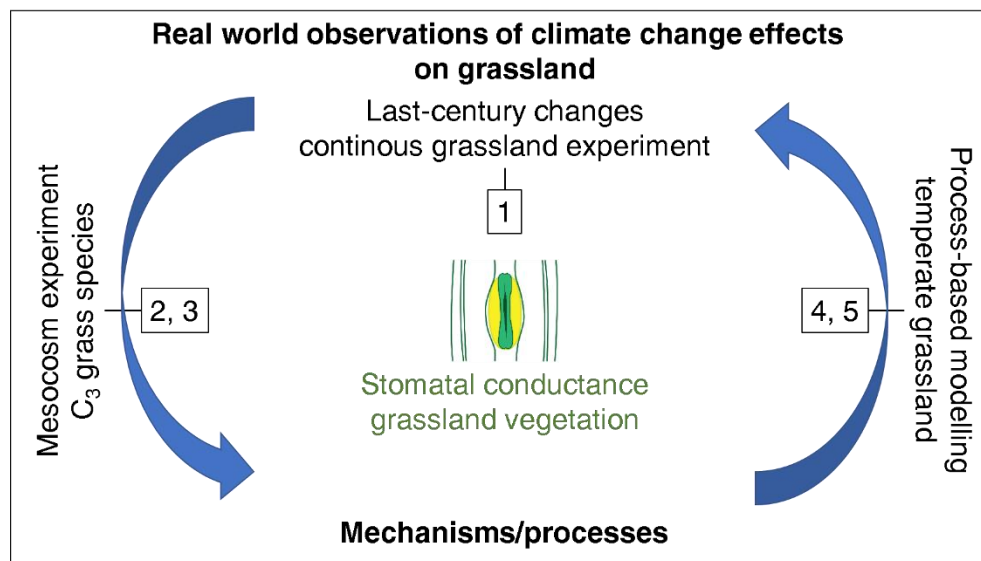 Real world observations of climate change effects
on grassland
Last-century changes
continous grassland experiment
1
Mesocosm experiment
C₃ grass species
2, 3
4, 5
Process-based modelling
temperate grassland
Stomatal conductance
grassland vegetation
Mechanisms/processes